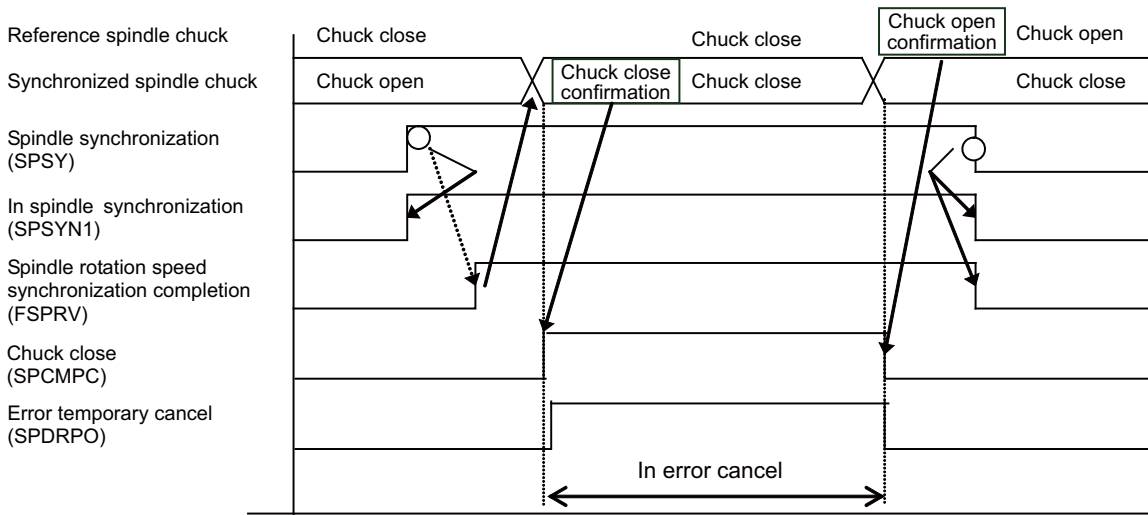 Reference spindle chuck
Chuck close
Chuck close
Chuck open
confirmation
Chuck open
Synchronized spindle chuck
Chuck open
Chuck close
confirmation
Chuck close
Chuck close
Spindle synchronization
(SPSY)
In spindle synchronization
(SPSYN1)
Spindle rotation speed
synchronization completion
(FSPRV)
Chuck close
(SPCMPC)
Error temporary cancel
(SPDRPO)
In error cancel